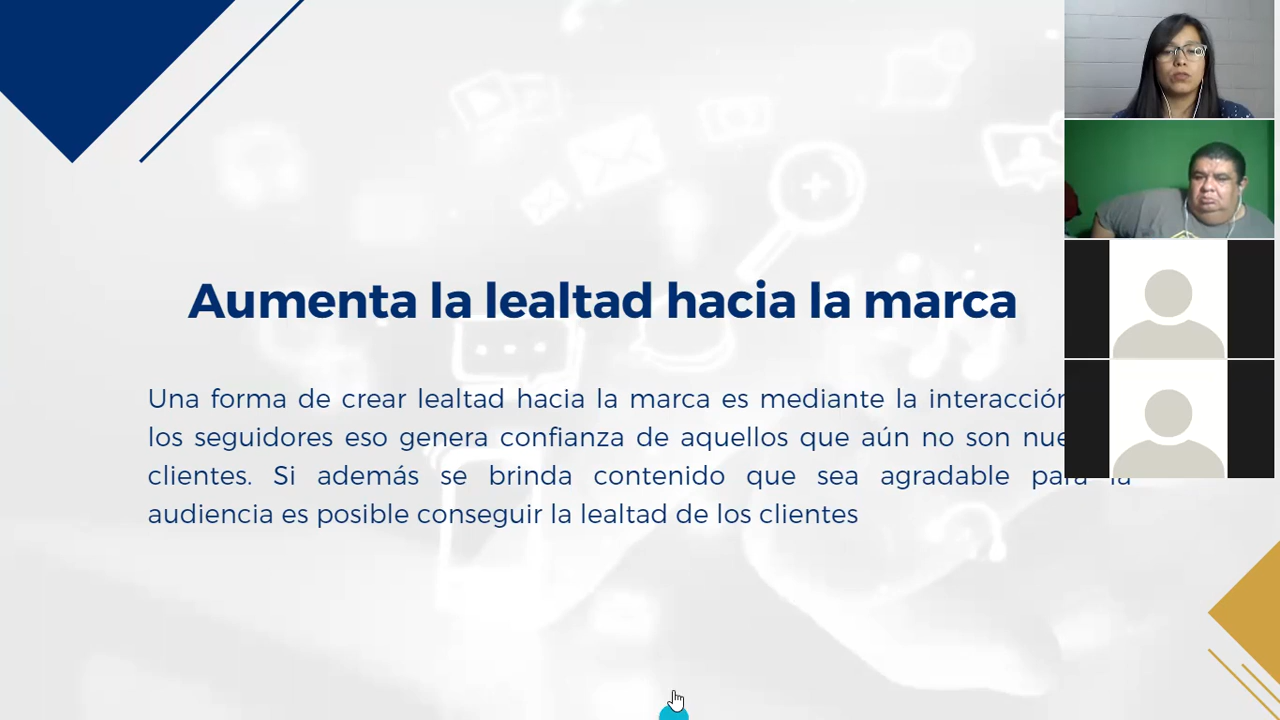 Aumenta la lealtad hacia la marca
Una forma de crear lealtad hacia la marca es mediante la interacción
los seguidores eso genera confianza de aquellos que aún no son
clientes. Si además se brinda contenido que sea agradable para la
audiencia es posible conseguir la lealtad de los clientes